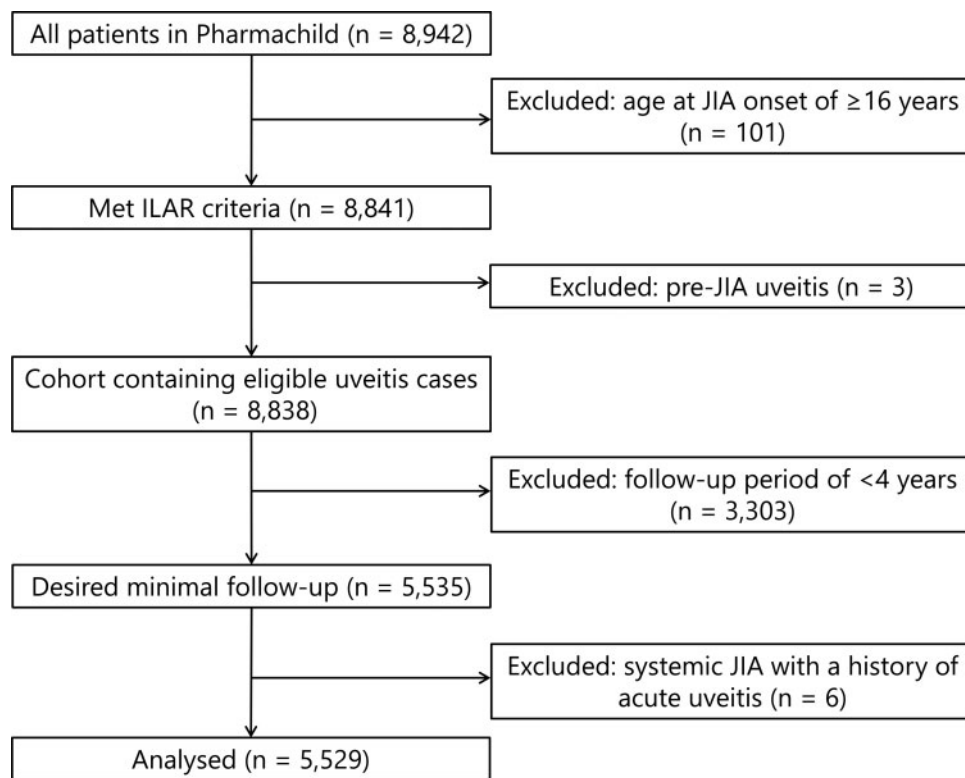 All patients in Pharmachild (n = 8,942)
Excluded: age at JIA onset of ≥16 years
(n = 101)
Met ILAR criteria (n = 8,841)
Excluded: pre-JIA uveitis (n = 3)
Cohort containing eligible uveitis cases
(n = 8,838)
Excluded: follow-up period of <4 years
(n = 3,303)
Desired minimal follow-up (n = 5,535)
Excluded: systemic JIA with a history of
acute uveitis (n = 6)
Analysed (n = 5,529)